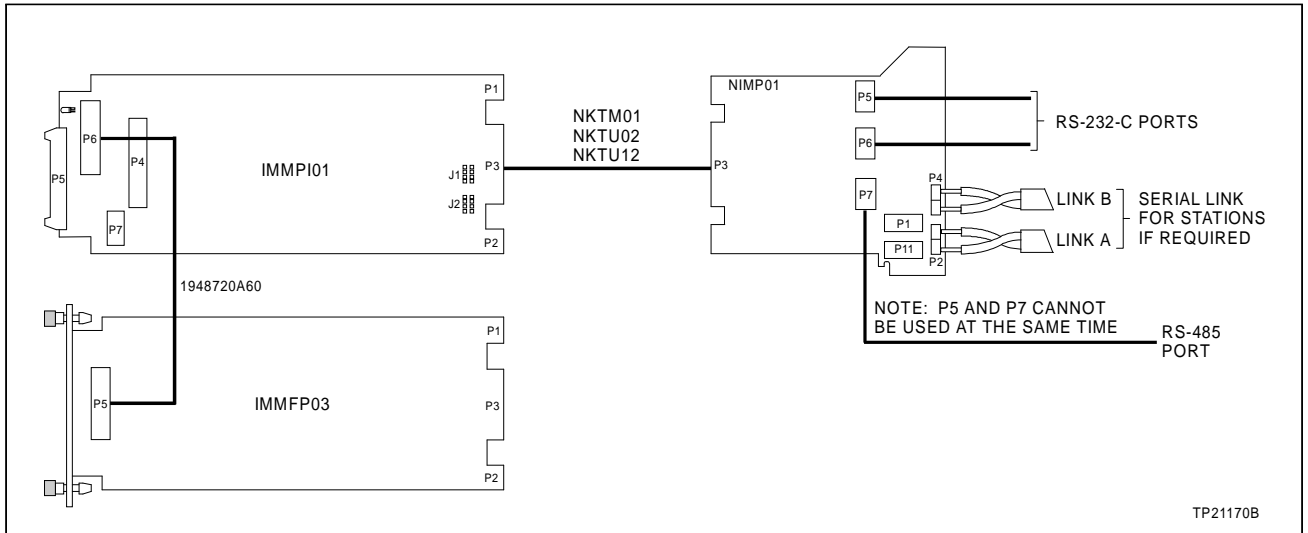 P1
P6
P4
P5
IMMPI01
P3
J1
J2
P7
P2
NKTM01
NKTU02
NKTU12
NIMP01
P5
RS-232-C PORTS
P6
P3
P7
P4
LINK B
P1
SERIAL LINK
FOR STATIONS
IF REQUIRED
LINK A
P11
P2
1948720A60
NOTE: P5 AND P7 CANNOT
BE USED AT THE SAME TIME
RS-485
PORT
P1
P5
IMMFP03
P3
P2
TP21170B